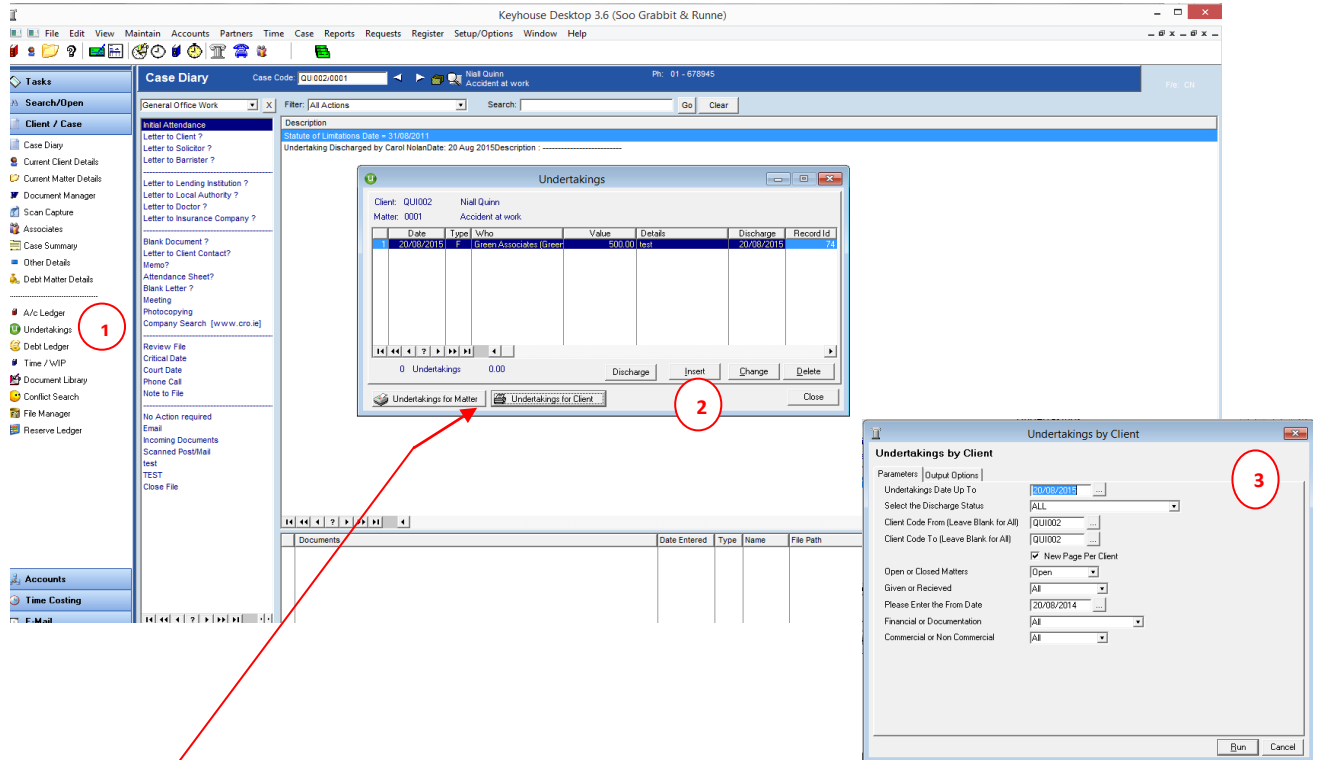 Keyhouse Desktop 3.6 (Soo Grabbit & Runne)
File Edit View Maintain Accounts Partners Time Case Reports Requests Register Setup/Options Window Help
Tasks
Search/Open
Client / Case
Case Diary
Current Client Details
Current Matter Details
Document Manager
Scan Capture
Associates
Case Summary
Other Details
Debt Matter Details
A/c Ledger
Undertakings
1
Debt Ledger
Time / WIP
Document Library
Conflict Search
File Manager
Reserve Ledger
Accounts
Time Costing
E-Mail
Case Diary
Case Code: QUI002/0001
Niall Quinn
Accident at work
Ph: 01 - 678945
F/e: CN
General Office Work X Filter: All Actions Search: Go Clear
Initial Attendance
Letter to Client ?
Letter to Solicitor ?
Letter to Barrister ?
Letter to Lending Institution ?
Letter to Local Authority ?
Letter to Doctor ?
Letter to Insurance Company ?
Blank Document ?
Letter to Client Contact?
Memo?
Attendance Sheet?
Blank Letter ?
Meeting
Photocopying
Company Search [www.cro.ie]
Review File
Critical Date
Court Date
Phone Call
Note to File
No Action required
Email
Incoming Documents
Scanned Post/Mail
test
TEST
Close File
Description
Statute of Limitations Date = 31/08/2011
Undertaking Discharged by Carol NolanDate: 20 Aug 2015Description : --------------------------
Undertakings
Client: QUI002 Niall Quinn
Matter: 0001 Accident at work
Date Type Who Value Details Discharge Record Id
1 20/08/2015 F Green Associates (Greer 500.00 test 20/08/2015 74
0 Undertakings 0.00
Discharge Insert Change Delete
Undertakings for Matter Undertakings for Client Close
2
Documents Date Entered Type Name File Path
Undertakings by Client
Undertakings by Client
Parameters Output Options
3
Undertakings Date Up To 20/08/2015 ...
Select the Discharge Status ALL
Client Code From (Leave Blank for All) QUI002 ...
Client Code To (Leave Blank for All) QUI002 ...
New Page Per Client
Open or Closed Matters Open
Given or Recieved All
Please Enter the From Date 20/08/2014 ...
Financial or Documentation All
Commercial or Non Commercial All
Run Cancel